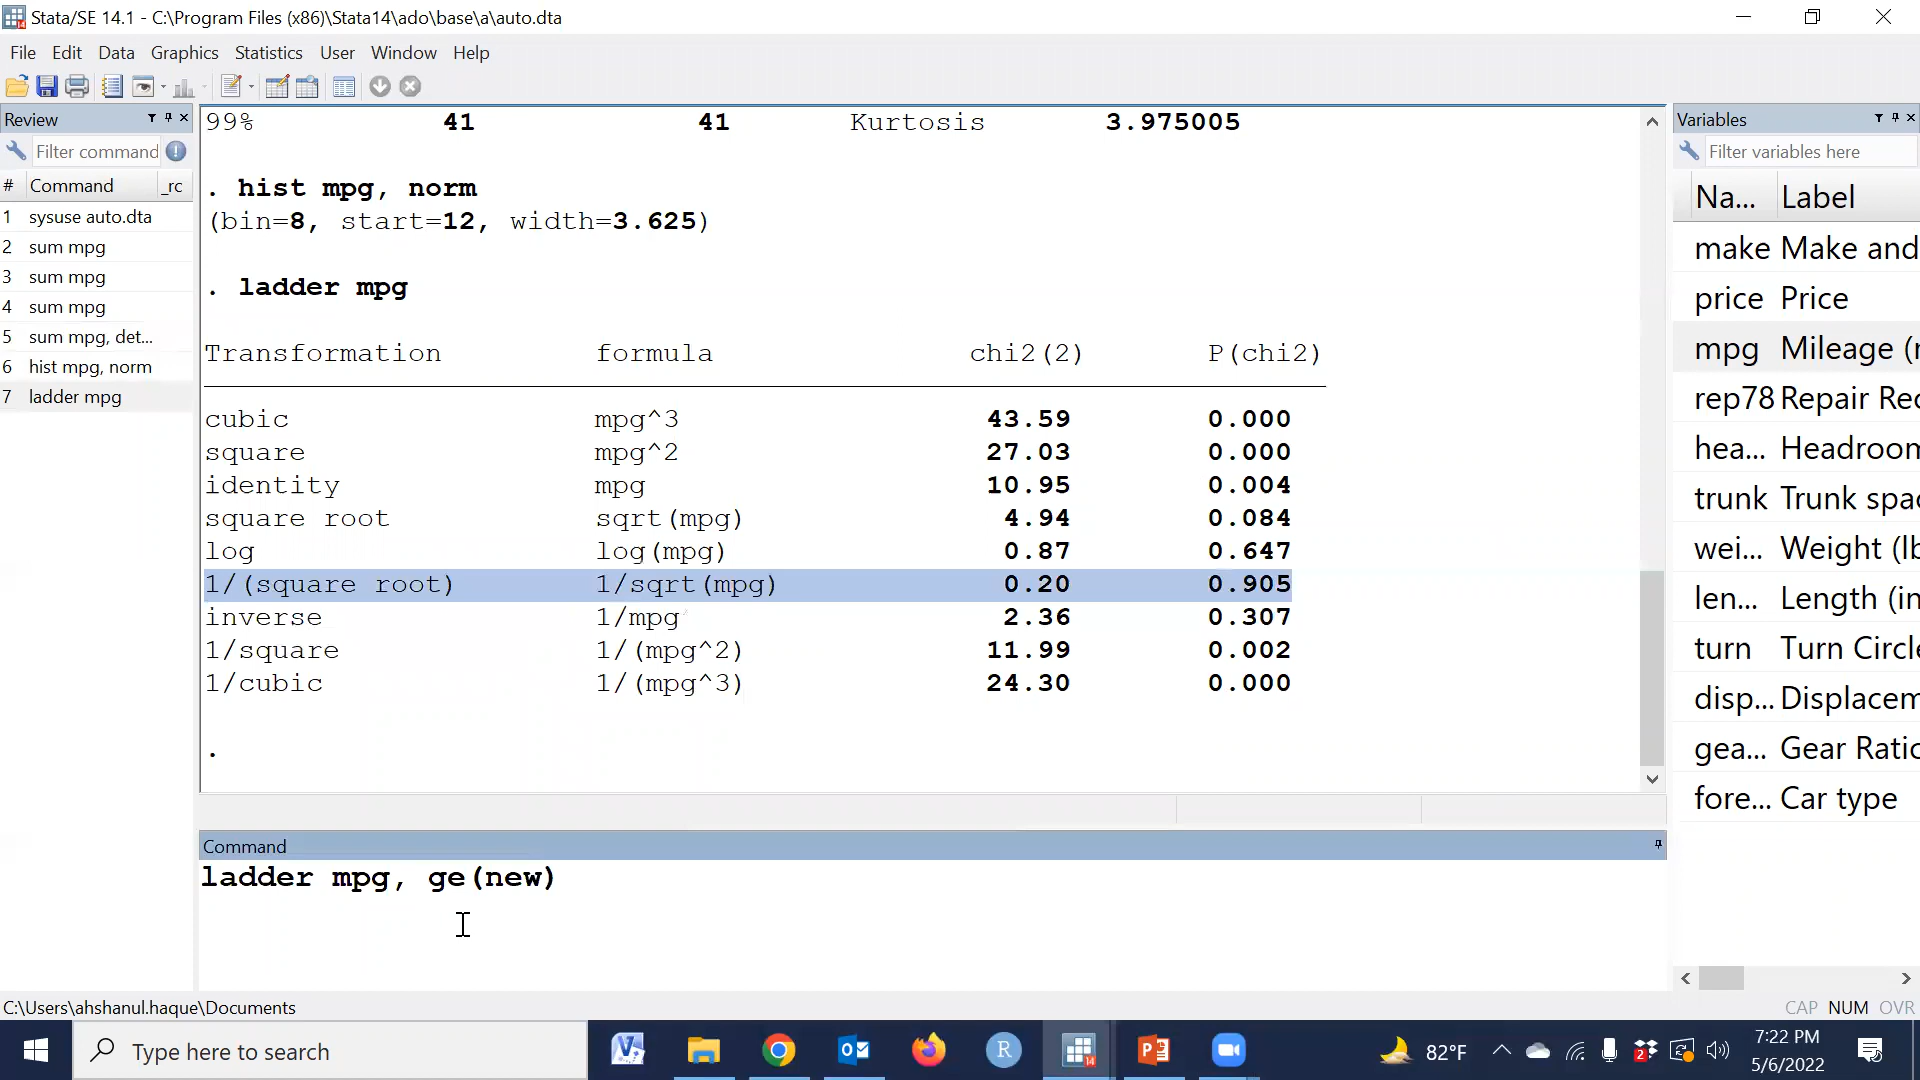 Stata/SE 14.1 - C:\Program Files (x86)\Stata14\ado\base\a\auto.dta
File Edit Data Graphics Statistics User Window Help
Review
Filter command
# Command _rc
1 sysuse auto.dta
2 sum mpg
3 sum mpg
4 sum mpg
5 sum mpg, det...
6 hist mpg, norm
7 ladder mpg
99% 41 41 Kurtosis 3.975005
. hist mpg, norm
(bin=8, start=12, width=3.625)
. ladder mpg
Transformation formula chi2(2) P(chi2)
cubic mpg^3 43.59 0.000
square mpg^2 27.03 0.000
identity mpg 10.95 0.004
square root sqrt(mpg) 4.94 0.084
log log(mpg) 0.87 0.647
1/(square root) 1/sqrt(mpg) 0.20 0.905
inverse 1/mpg 2.36 0.307
1/square 1/(mpg^2) 11.99 0.002
1/cubic 1/(mpg^3) 24.30 0.000
.
Command
ladder mpg, ge(new)
Variables
Filter variables here
Na... Label
make Make and
price Price
mpg Mileage (
rep78 Repair Rec
hea... Headroom
trunk Trunk spac
wei... Weight (lb
len... Length (in
turn Turn Circle
disp... Displacem
gea... Gear Ratio
fore... Car type
C:\Users\ahshanul.haque\Documents
CAP NUM OVR
Type here to search
82°F
7:22 PM
5/6/2022